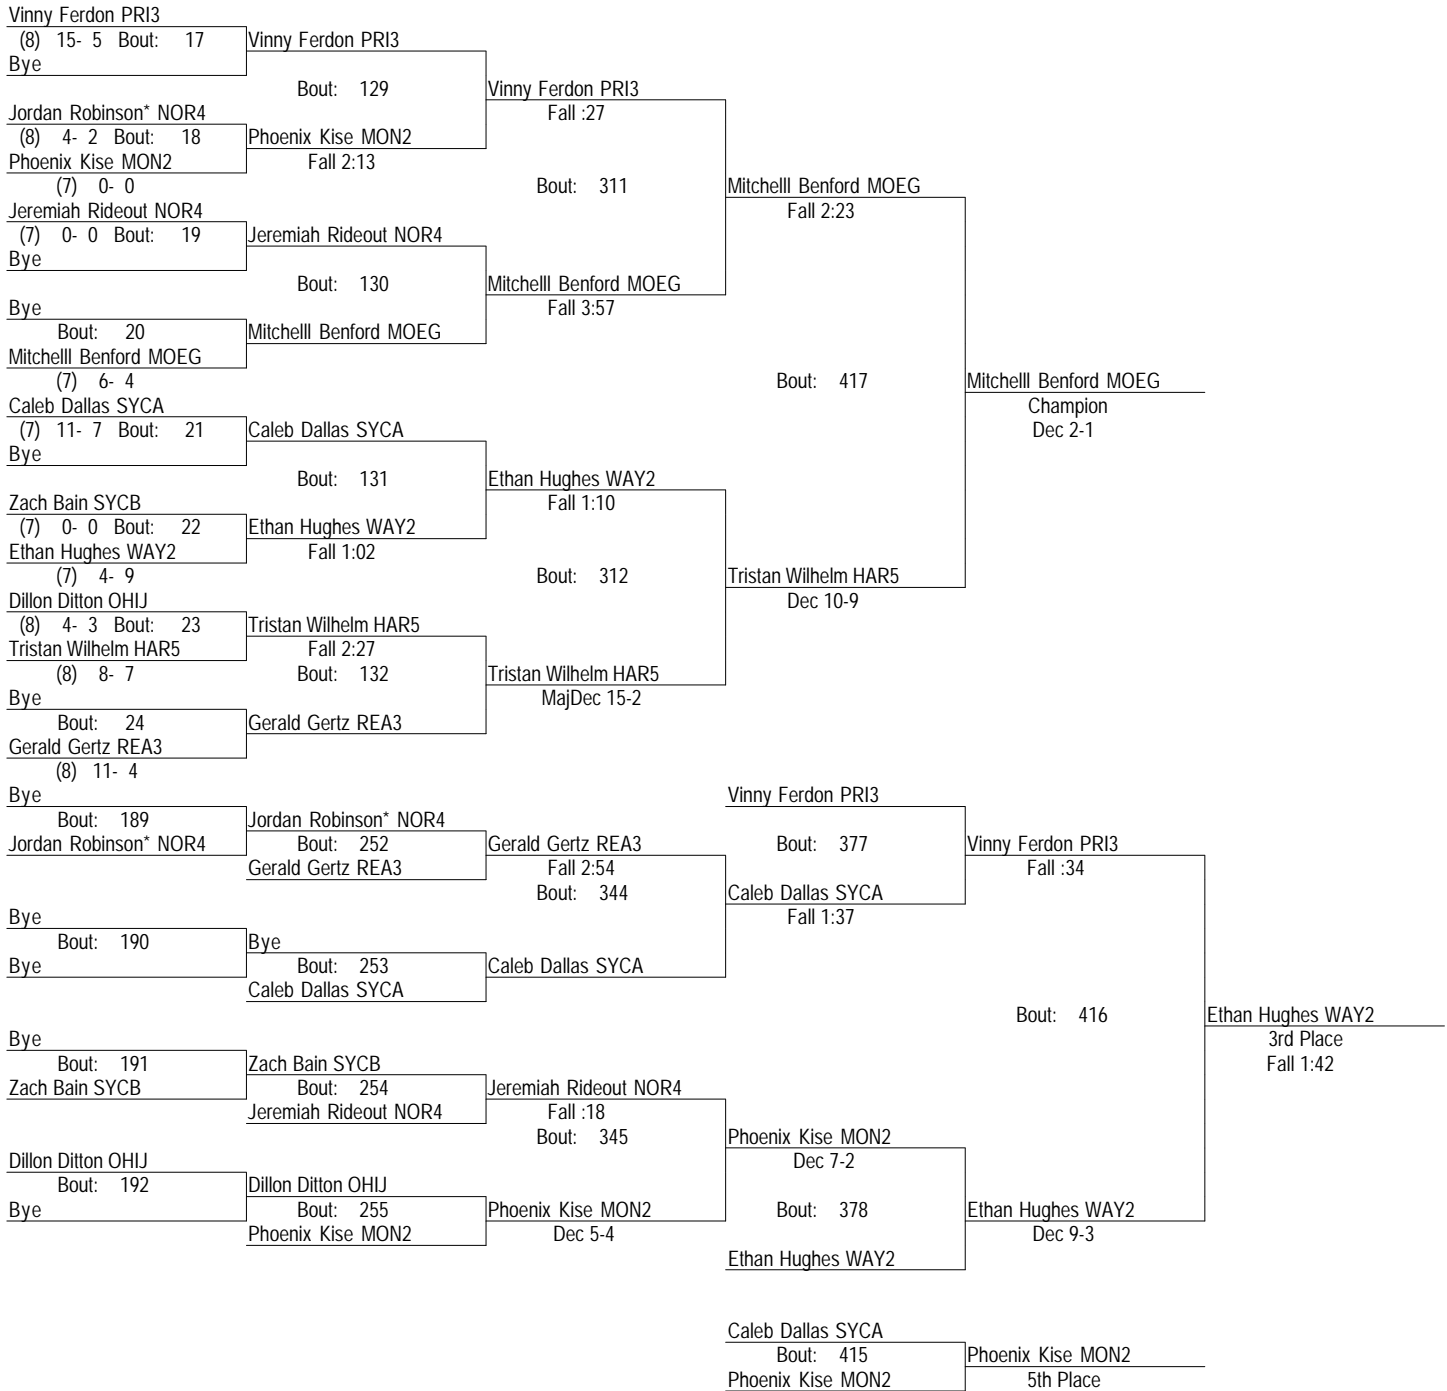 Vinny Ferdon PRI3
(8) 15- 5 Bout: 17
Vinny Ferdon PRI3
Bye
Bout: 129
Vinny Ferdon PRI3
Jordan Robinson* NOR4
Fall :27
(8) 4- 2 Bout: 18
Phoenix Kise MON2
Phoenix Kise MON2
Fall 2:13
(7) 0- 0
Bout: 311
Mitchelll Benford MOEG
Jeremiah Rideout NOR4
Fall 2:23
(7) 0- 0 Bout: 19
Jeremiah Rideout NOR4
Bye
Bout: 130
Mitchelll Benford MOEG
Bye
Fall 3:57
Bout: 20
Mitchelll Benford MOEG
Mitchelll Benford MOEG
(7) 6- 4
Bout: 417
Mitchelll Benford MOEG
Caleb Dallas SYCA
Champion
(7) 11- 7 Bout: 21
Caleb Dallas SYCA
Dec 2-1
Bye
Bout: 131
Ethan Hughes WAY2
Zach Bain SYCB
Fall 1:10
(7) 0- 0 Bout: 22
Ethan Hughes WAY2
Ethan Hughes WAY2
Fall 1:02
(7) 4- 9
Bout: 312
Tristan Wilhelm HAR5
Dillon Ditton OHIJ
Dec 10-9
(8) 4- 3 Bout: 23
Tristan Wilhelm HAR5
Tristan Wilhelm HAR5
Fall 2:27
(8) 8- 7
Bout: 132
Tristan Wilhelm HAR5
Bye
MajDec 15-2
Bout: 24
Gerald Gertz REA3
Gerald Gertz REA3
(8) 11- 4
Bye
Vinny Ferdon PRI3
Bout: 189
Jordan Robinson* NOR4
Jordan Robinson* NOR4
Bout: 252
Gerald Gertz REA3
Bout: 377
Vinny Ferdon PRI3
Gerald Gertz REA3
Fall 2:54
Fall :34
Bout: 344
Caleb Dallas SYCA
Bye
Fall 1:37
Bout: 190
Bye
Bye
Bout: 253
Caleb Dallas SYCA
Caleb Dallas SYCA
Bout: 416
Ethan Hughes WAY2
Bye
3rd Place
Bout: 191
Zach Bain SYCB
Fall 1:42
Zach Bain SYCB
Bout: 254
Jeremiah Rideout NOR4
Jeremiah Rideout NOR4
Fall :18
Bout: 345
Phoenix Kise MON2
Dillon Ditton OHIJ
Dec 7-2
Bout: 192
Dillon Ditton OHIJ
Bye
Bout: 255
Phoenix Kise MON2
Bout: 378
Ethan Hughes WAY2
Phoenix Kise MON2
Dec 5-4
Dec 9-3
Ethan Hughes WAY2
Caleb Dallas SYCA
Bout: 415
Phoenix Kise MON2
Phoenix Kise MON2
5th Place